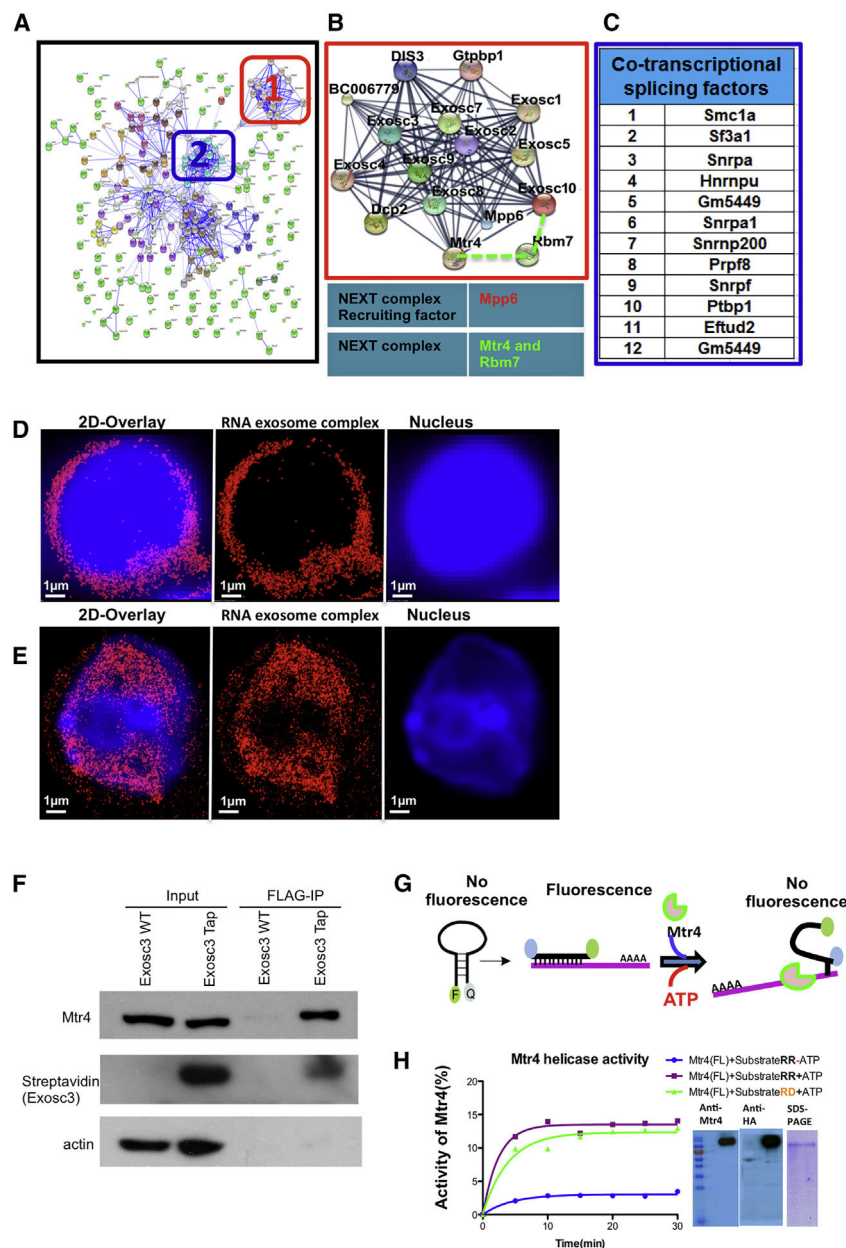 A
1
2
B
DIS3
Gtpbp1
BC006779
Exosc7
Exosc1
Exosc3
Exosc2
Exosc5
Exosc4
Exosc9
Exosc8
Exosc10
Dcp2
Mpp6
Mtr4
Rbm7
NEXT complex
Recruiting factor
Mpp6
NEXT complex
Mtr4 and
Rbm7
C
Co-transcriptional
splicing factors
1 Smc1a
2 Sf3a1
3 Snrpa
4 Hnrnpu
5 Gm5449
6 Snrpa1
7 Snrnp200
8 Prpf8
9 Snrpf
10 Ptbp1
11 Eftud2
12 Gm5449
D
2D-Overlay RNA exosome complex Nucleus
1µm 1µm 1µm
2D-Overlay RNA exosome complex Nucleus
E
1µm 1µm 1µm
F
Input FLAG-IP
Exosc3 WT Exosc3 Tap Exosc3 WT Exosc3 Tap
Mtr4
Streptavidin
(Exosc3)
actin
G
No
fluorescence
Fluorescence
No
fluorescence
F Q
AAAA
Mtr4
ATP
AAAA
H
Mtr4 helicase activity
Mtr4(FL)+SubstrateRR-ATP
Mtr4(FL)+SubstrateRR+ATP
Mtr4(FL)+SubstrateRD+ATP
Activity of Mtr4(%)
20
15
10
5
0
0 10 20 30
Time(min)
Anti-
Mtr4
Anti-
HA
SDS-
PAGE